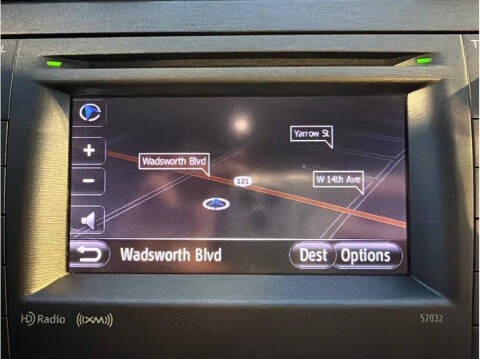 Yarrow St
Wadsworth Blvd
121
W 14th Ave
Wadsworth Blvd
Dest
Options
HD Radio
((XM))
57032